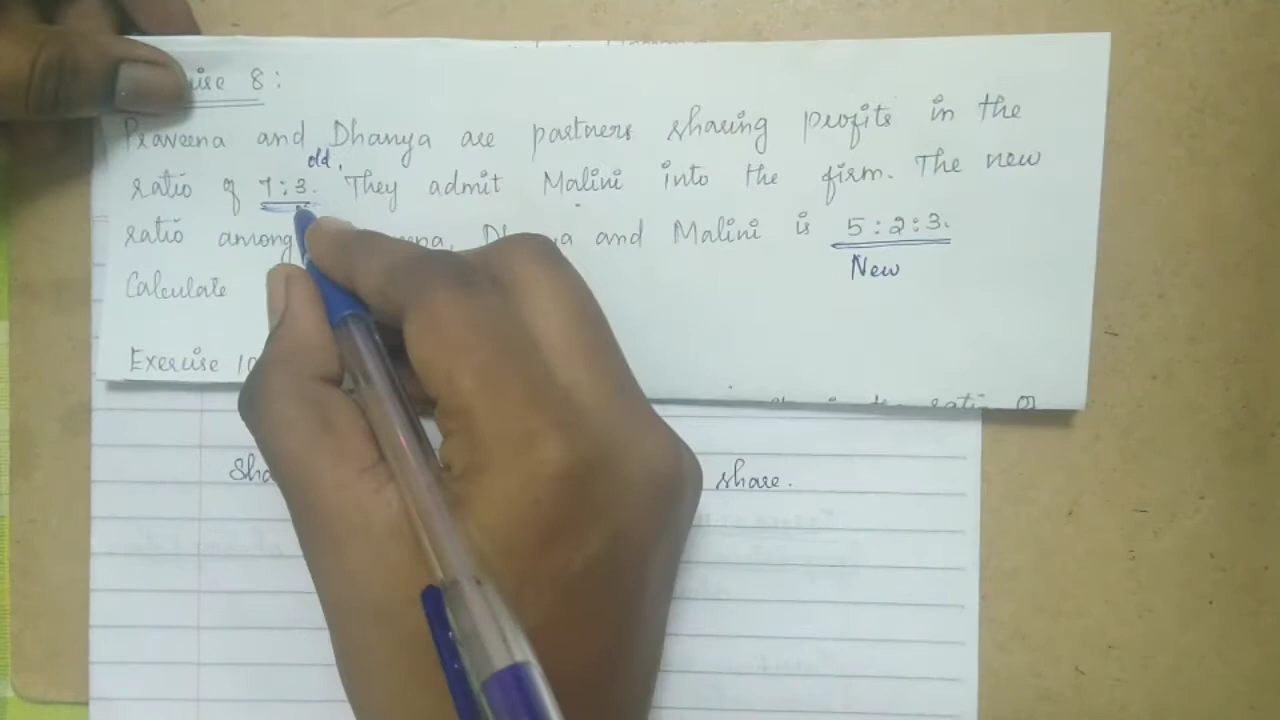 8:
Praveena and Dhanya are partners sharing profits in the
old.
ratio of 7:3. They admit Malini into the firm. The new
ratio among and Malini is 5:2:3.
New
Calculate
Exercise 10
share.